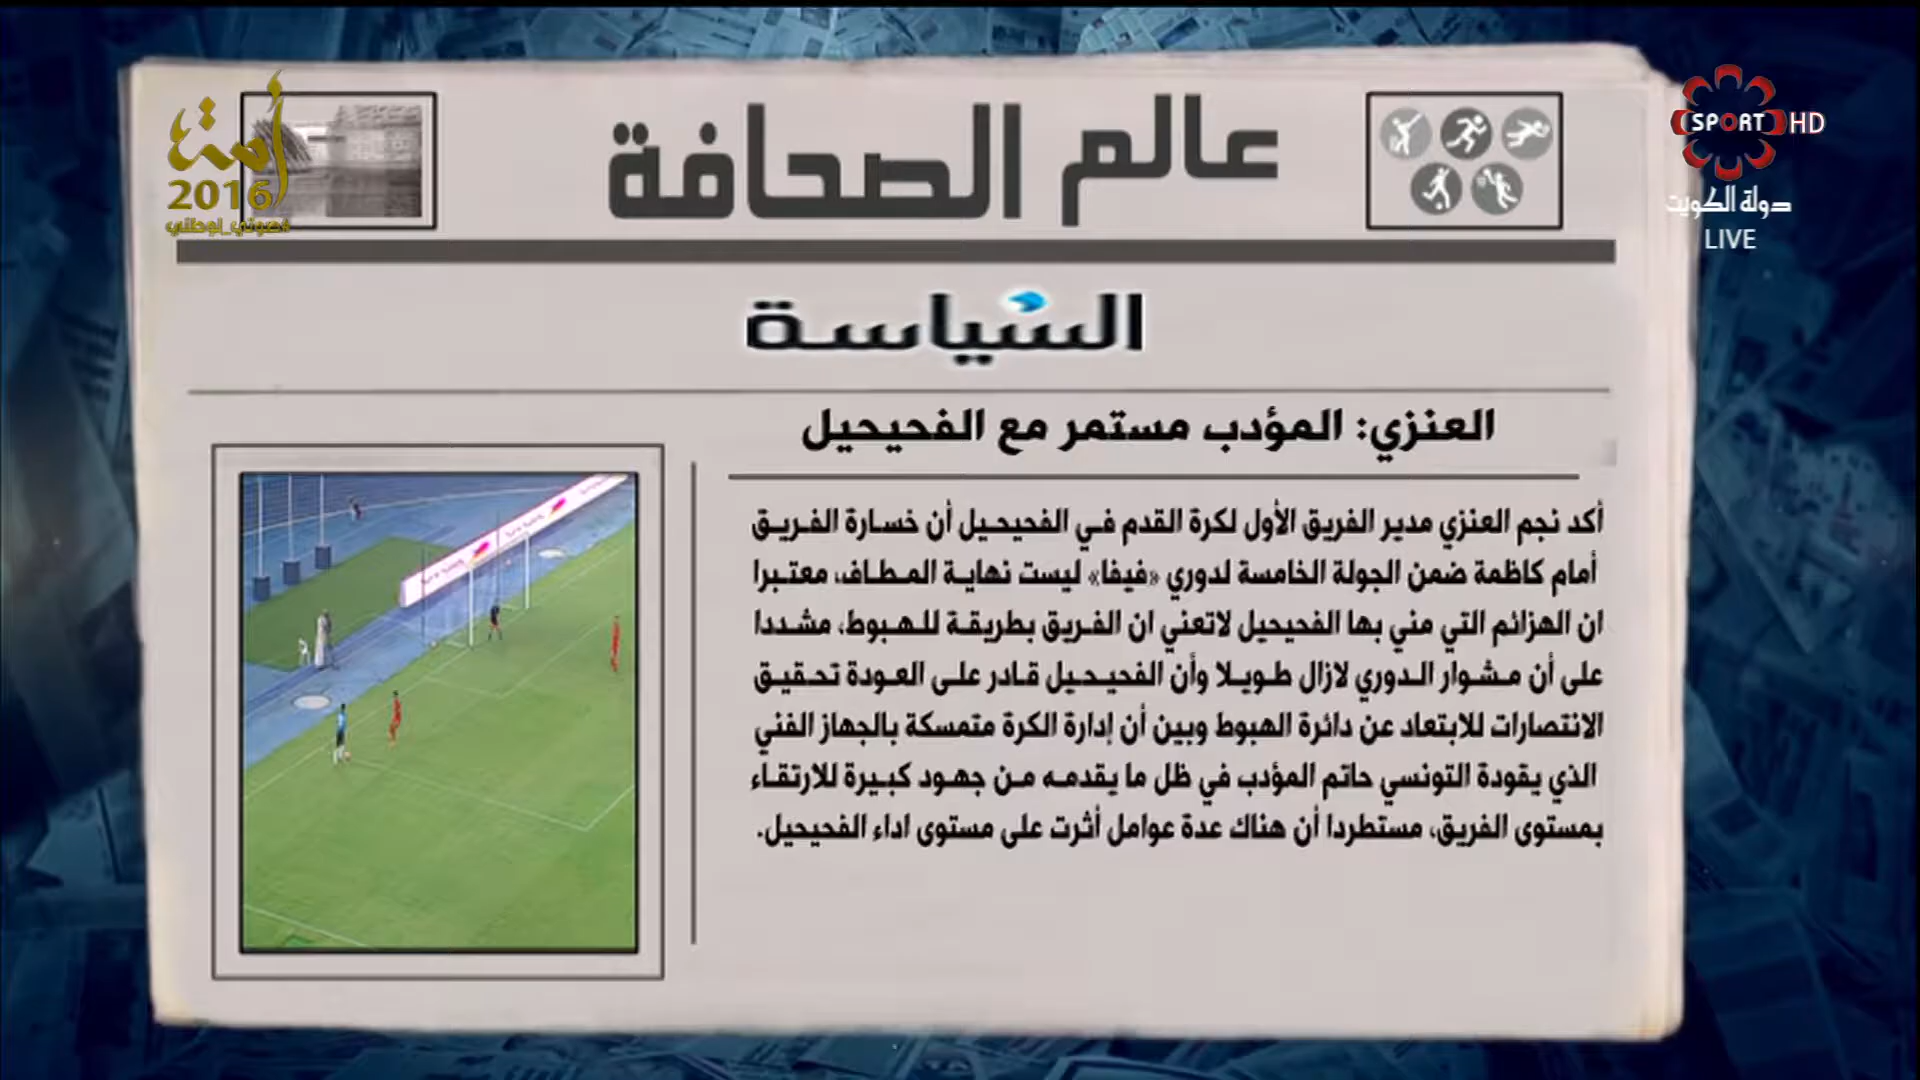 عالم الصحافة
أمة
2016
#صوتي_لوطني
SPORT HD
دولة الكويت
LIVE
السياسة
العنزي: المؤدب مستمر مع الفحيحيل
أكد نجم العنزي مدير الفريق الأول لكرة القدم في الفحيحيل أن خسارة الفريق
أمام كاظمة ضمن الجولة الخامسة لدوري «فيفا» ليست نهاية المطاف، معتبرا
ان الهزائم التي مني بها الفحيحيل لاتعني ان الفريق بطريقة للهبوط، مشددا
على أن مشوار الدوري لازال طويلا وأن الفحيحيل قادر على العودة تحقيق
الانتصارات للابتعاد عن دائرة الهبوط وبين أن إدارة الكرة متمسكة بالجهاز الفني
الذي يقودة التونسي حاتم المؤدب في ظل ما يقدمه من جهود كبيرة للارتقاء
بمستوى الفريق، مستطردا أن هناك عدة عوامل أثرت على مستوى اداء الفحيحيل.